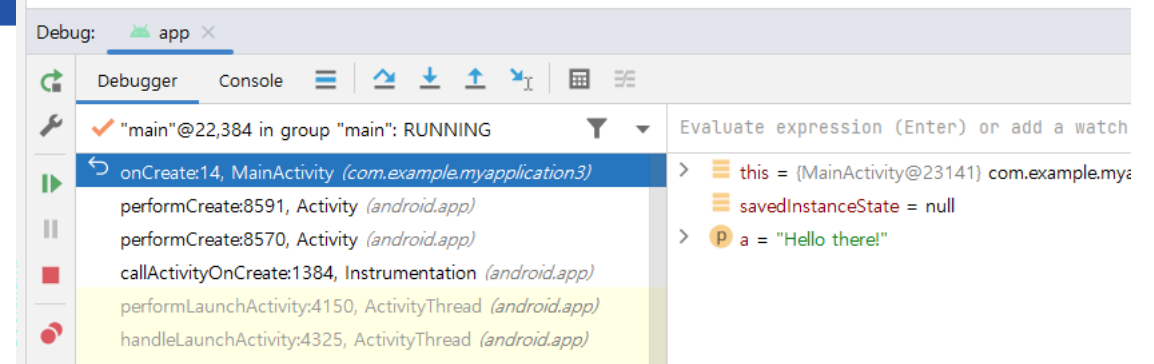 Debug: app
Debugger Console
"main"@22,384 in group "main": RUNNING
Evaluate expression (Enter) or add a watch
onCreate:14, MainActivity (com.example.myapplication3)
performCreate:8591, Activity (android.app)
performCreate:8570, Activity (android.app)
callActivityOnCreate:1384, Instrumentation (android.app)
performLaunchActivity:4150, ActivityThread (android.app)
handleLaunchActivity:4325, ActivityThread (android.app)
this = {MainActivity@23141} com.example.mya
savedInstanceState = null
p a = "Hello there!"